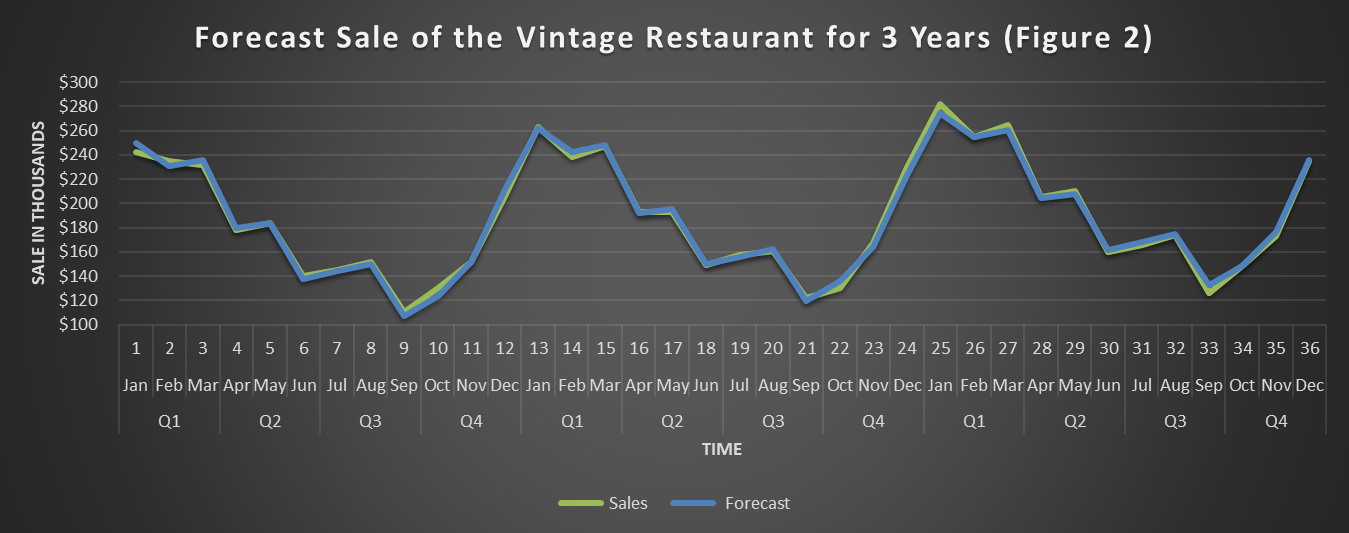 Forecast Sale of the Vintage Restaurant for 3 Years (Figure 2)
SALE IN THOUSANDS
$300
$280
$260
$240
$220
$200
$180
$160
$140
$120
$100
1 2 3 4 5 6 7 8 9 10 11 12 13 14 15 16 17 18 19 20 21 22 23 24 25 26 27 28 29 30 31 32 33 34 35 36
Jan Feb Mar Apr May Jun Jul Aug Sep Oct Nov Dec Jan Feb Mar Apr May Jun Jul Aug Sep Oct Nov Dec Jan Feb Mar Apr May Jun Jul Aug Sep Oct Nov Dec
Q1 Q2 Q3 Q4 Q1 Q2 Q3 Q4 Q1 Q2 Q3 Q4
TIME
Sales Forecast